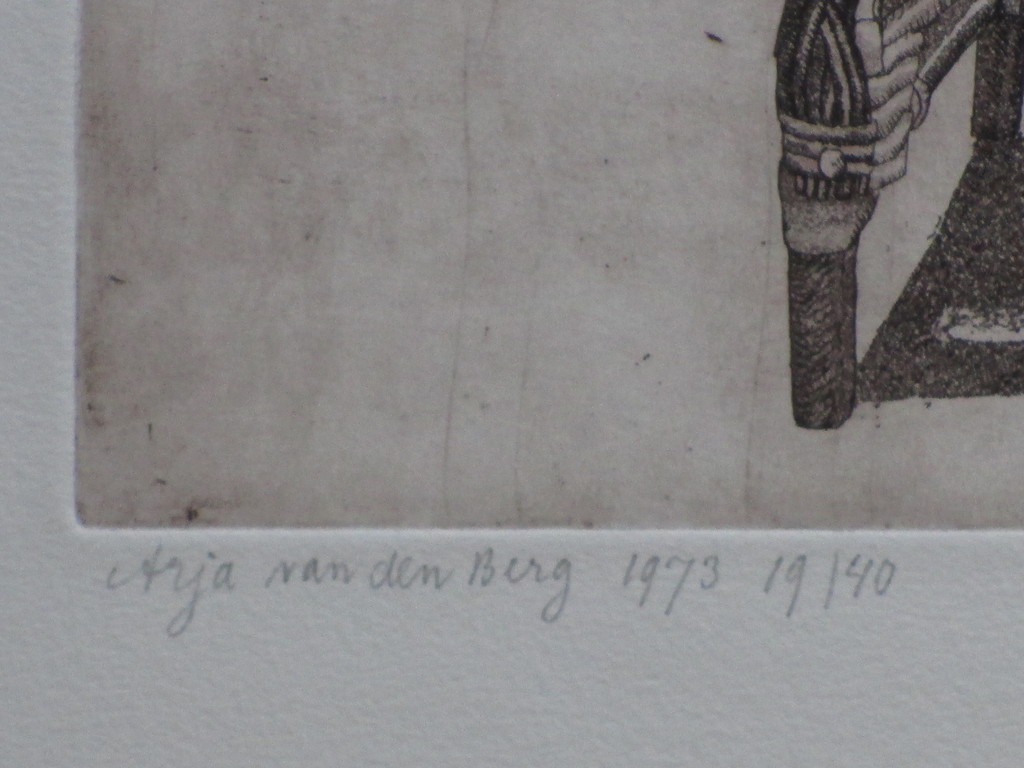 Arja van den Berg 1973 19/40